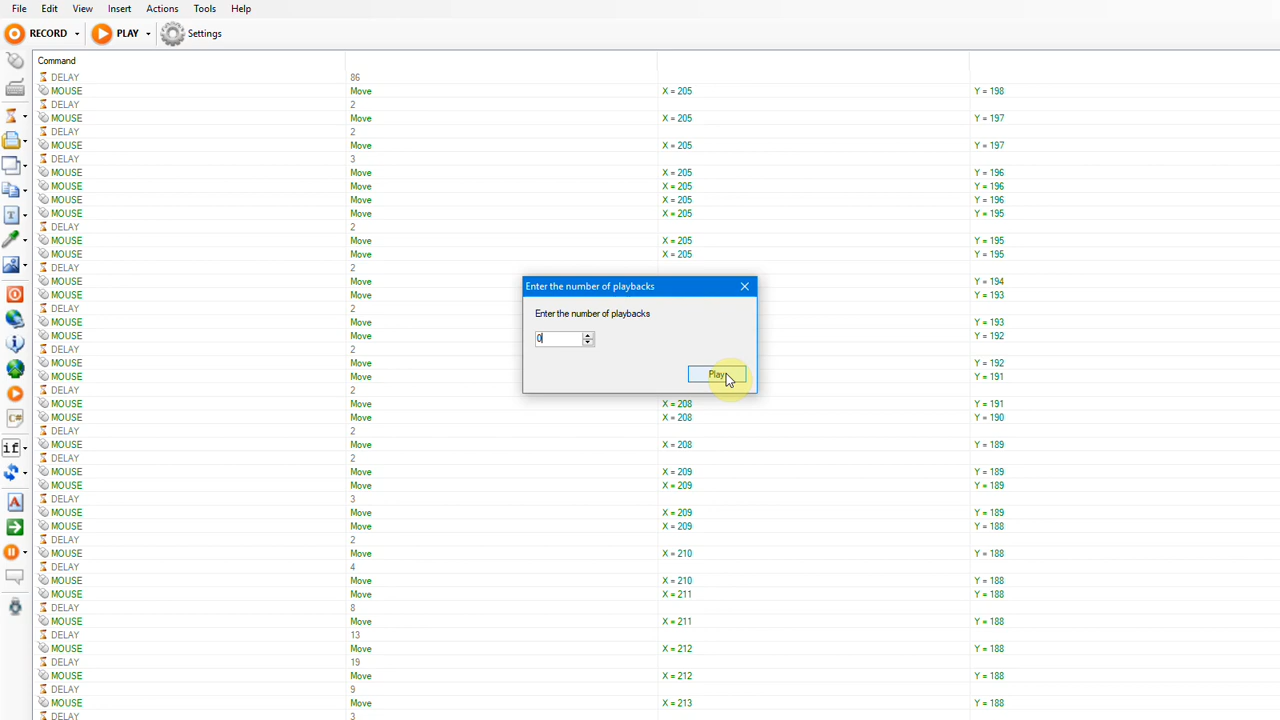 File Edit View Insert Actions Tools Help
RECORD PLAY Settings
Command
DELAY 86
MOUSE Move X = 205 Y = 198
DELAY 2
MOUSE Move X = 205 Y = 197
DELAY 2
MOUSE Move X = 205 Y = 197
DELAY 3
MOUSE Move X = 205 Y = 196
MOUSE Move X = 205 Y = 196
MOUSE Move X = 205 Y = 196
MOUSE Move X = 205 Y = 195
DELAY 2
MOUSE Move X = 205 Y = 195
MOUSE Move X = 205 Y = 195
DELAY 2
MOUSE Move Y = 194
Enter the number of playbacks
MOUSE Move Y = 193
DELAY 2
Enter the number of playbacks
MOUSE Move Y = 193
MOUSE Move Y = 192
0
DELAY 2
MOUSE Move Y = 192
Play
MOUSE Move Y = 191
DELAY 2
MOUSE Move X = 208 Y = 191
MOUSE Move X = 208 Y = 190
DELAY 2
MOUSE Move X = 208 Y = 189
DELAY 2
MOUSE Move X = 209 Y = 189
MOUSE Move X = 209 Y = 189
DELAY 3
MOUSE Move X = 209 Y = 189
MOUSE Move X = 209 Y = 188
DELAY 2
MOUSE Move X = 210 Y = 188
DELAY 4
MOUSE Move X = 210 Y = 188
MOUSE Move X = 211 Y = 188
DELAY 8
MOUSE Move X = 211 Y = 188
DELAY 13
MOUSE Move X = 212 Y = 188
DELAY 19
MOUSE Move X = 212 Y = 188
DELAY 9
MOUSE Move X = 213 Y = 188
DELAY 3
T
C#
if
A